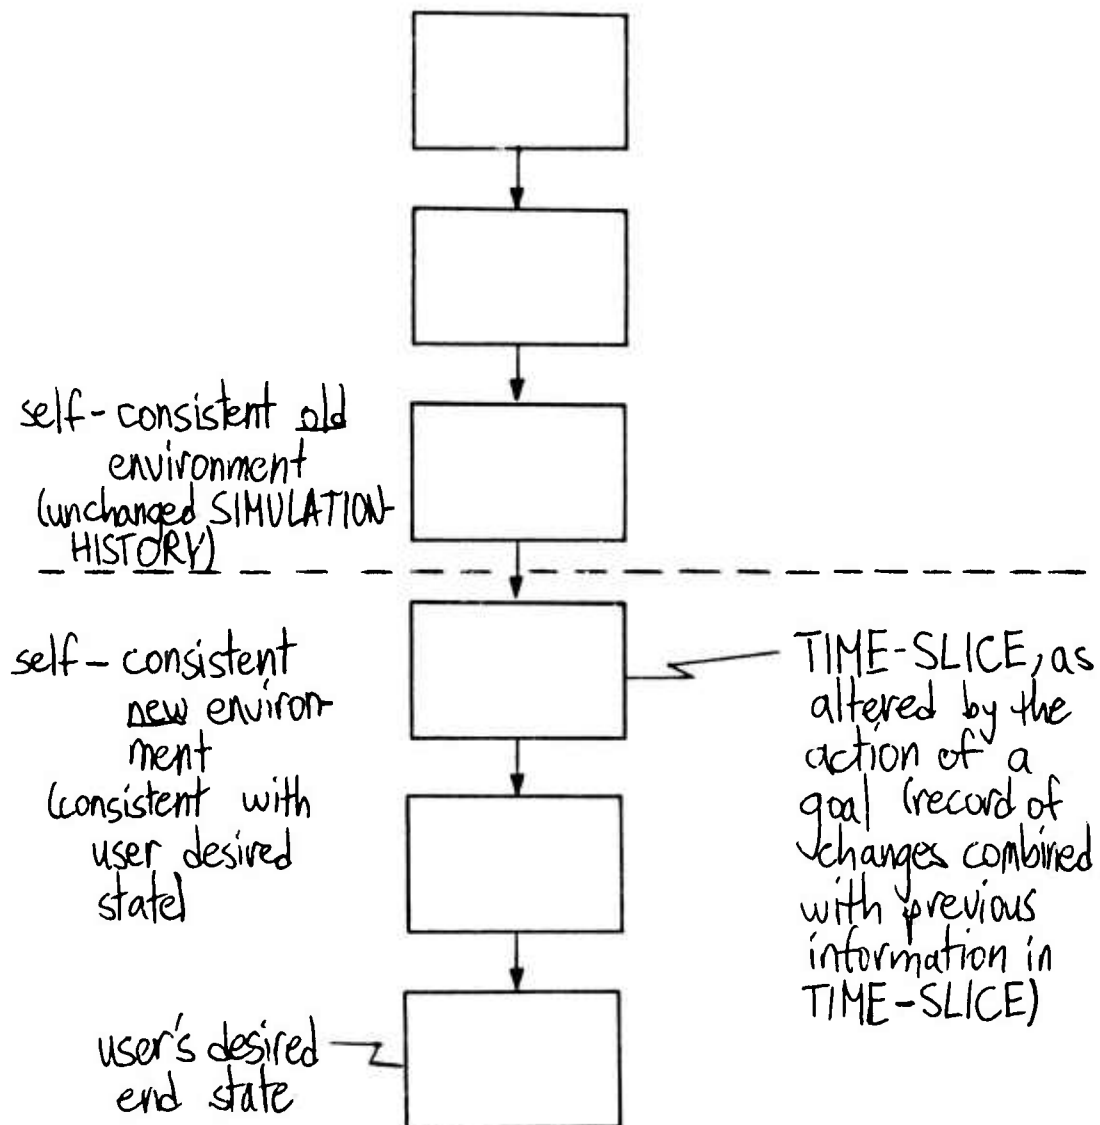 self-consistent old
environment
(unchanged SIMULATION-
HISTORY)
self-consistent
new environ-
ment
(consistent with
user desired
state)
TIME-SLICE, as
altered by the
action of a
goal (record of
changes combined
with previous
information in
TIME-SLICE)
user's desired
end state